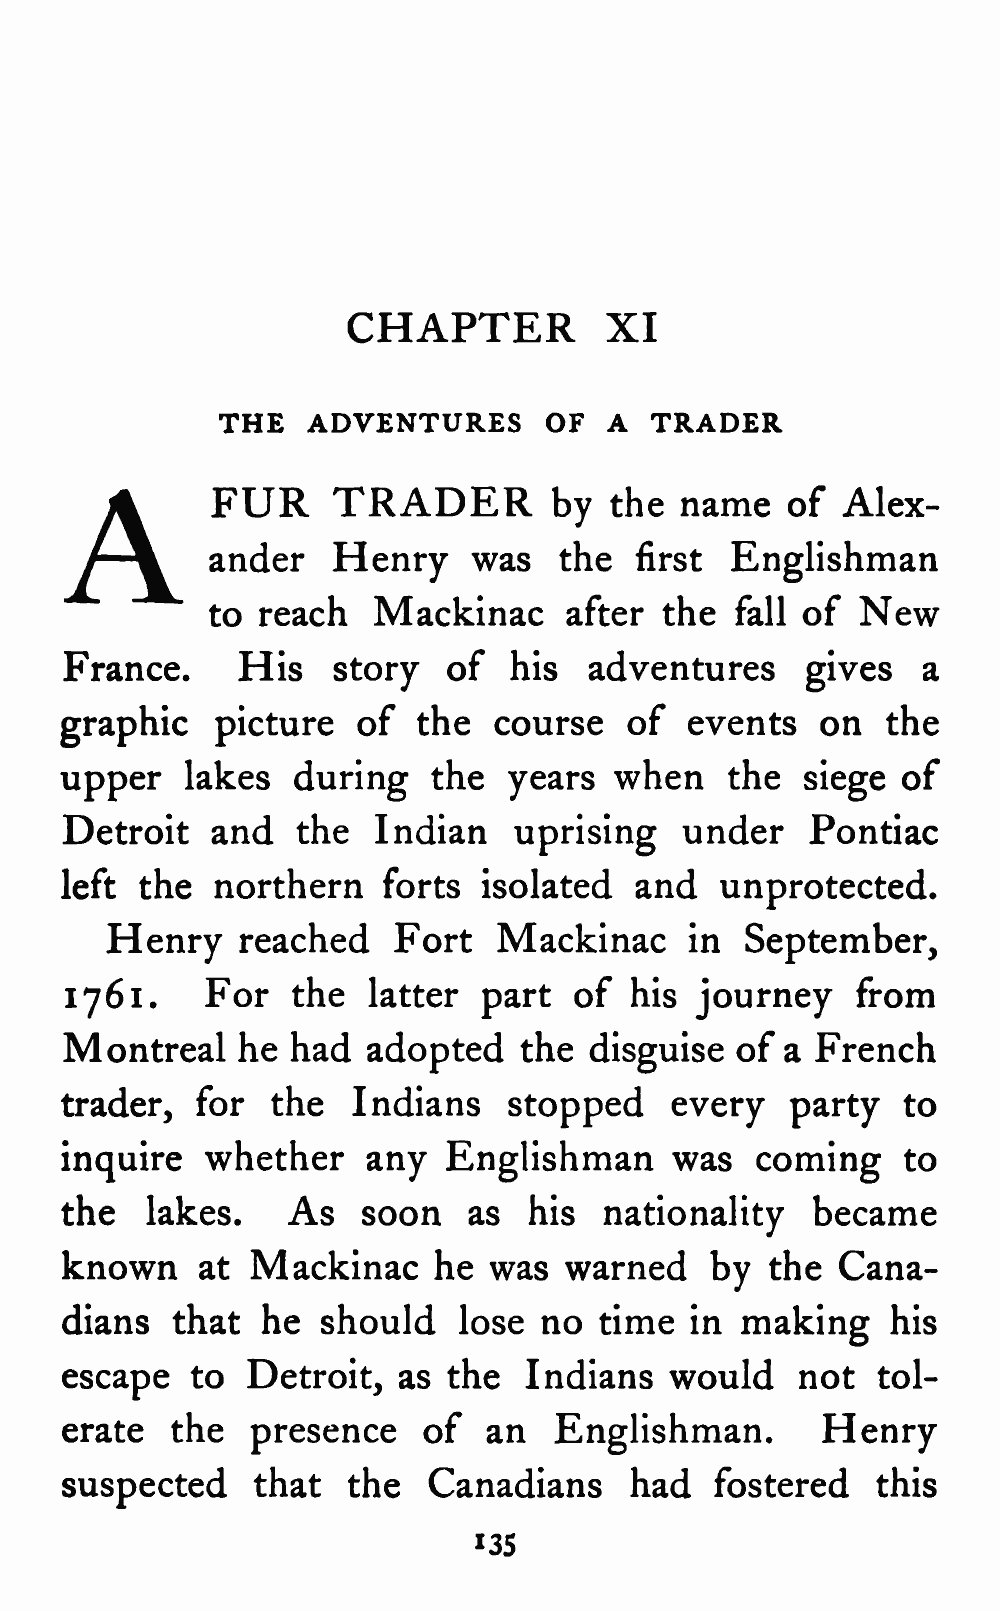 CHAPTER XI
THE ADVENTURES OF A TRADER
A FUR TRADER by the name of Alex-
ander Henry was the first Englishman
to reach Mackinac after the fall of New
France. His story of his adventures gives a
graphic picture of the course of events on the
upper lakes during the years when the siege of
Detroit and the Indian uprising under Pontiac
left the northern forts isolated and unprotected.
Henry reached Fort Mackinac in September,
1761. For the latter part of his journey from
Montreal he had adopted the disguise of a French
trader, for the Indians stopped every party to
inquire whether any Englishman was coming to
the lakes. As soon as his nationality became
known at Mackinac he was warned by the Cana-
dians that he should lose no time in making his
escape to Detroit, as the Indians would not tol-
erate the presence of an Englishman. Henry
suspected that the Canadians had fostered this
135